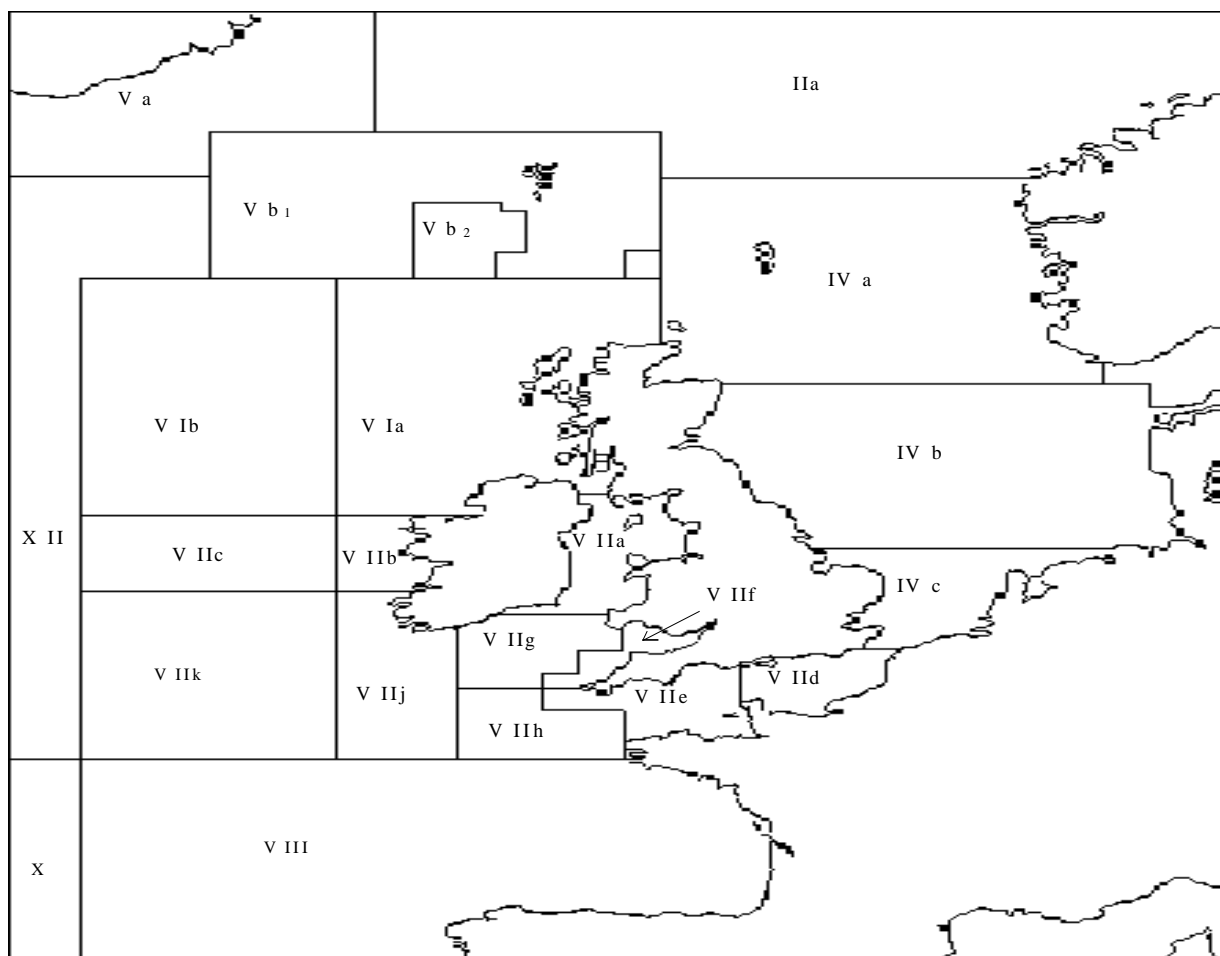 IIa
V a
V b 1
V b 2
IV a
V Ib
V Ia
IV b
X II
V IIc
V IIb
V IIa
IV c
V IIf
V IIg
V IIk
V IIj
V IIe
V IId
V IIh
V III
X